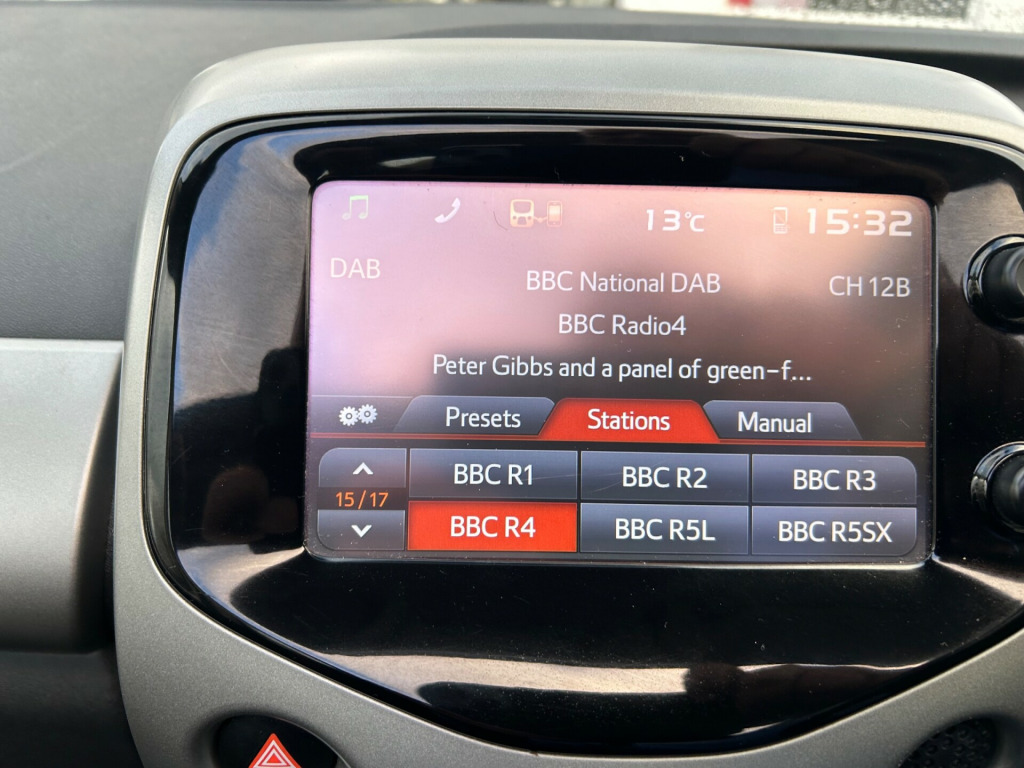 13°C 15:32
DAB
BBC National DAB
CH 12B
BBC Radio4
Peter Gibbs and a panel of green-f...
Presets Stations Manual
15/17
BBC R1 BBC R2 BBC R3
BBC R4 BBC R5L BBC R5SX